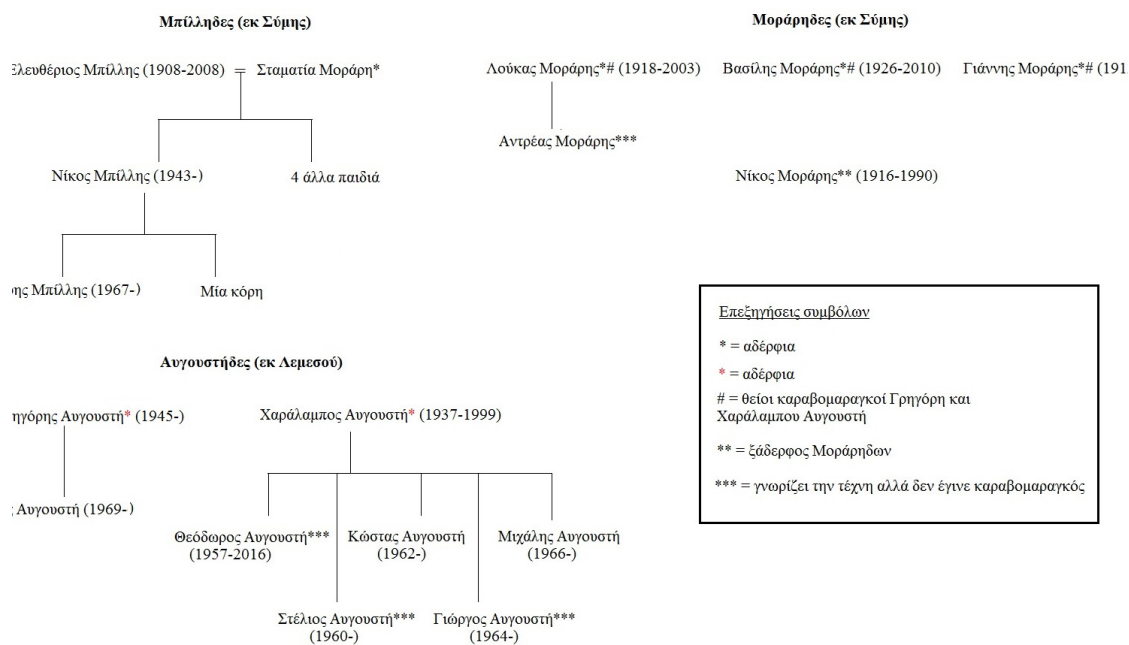 Μπίλληδες (εκ Σύμης)
Μοράρηδες (εκ Σύμης)
Ελευθέριος Μπίλλης (1908-2008) = Σταματία Μοράρη*
Λούκας Μοράρης*# (1918-2003)
Βασίλης Μοράρης*# (1926-2010)
Γιάννης Μοράρης*#
Αντρέας Μοράρης***
Νίκος Μπίλλης (1943-)
4 άλλα παιδιά
Νίκος Μοράρης** (1916-1990)
Μπίλλης (1967-)
Μία κόρη
Επεξηγήσεις συμβόλων
* = αδέρφια
* = αδέρφια
# = θείοι καραβομαραγκοί Γρηγόρη και
Χαράλαμπου Αυγουστή
** = ξάδερφος Μοράρηδων
*** = γνωρίζει την τέχνη αλλά δεν έγινε καραβομαραγκός
Αυγουστήδες (εκ Λεμεσού)
Αυγουστή* (1945-)
Χαράλαμπος Αυγουστή* (1937-1999)
Αυγουστή (1969-)
Θεόδωρος Αυγουστή***
(1957-2016)
Κώστας Αυγουστή
(1962-)
Μιχάλης Αυγουστή
(1966-)
Στέλιος Αυγουστή***
(1960-)
Γιώργος Αυγουστή***
(1964-)